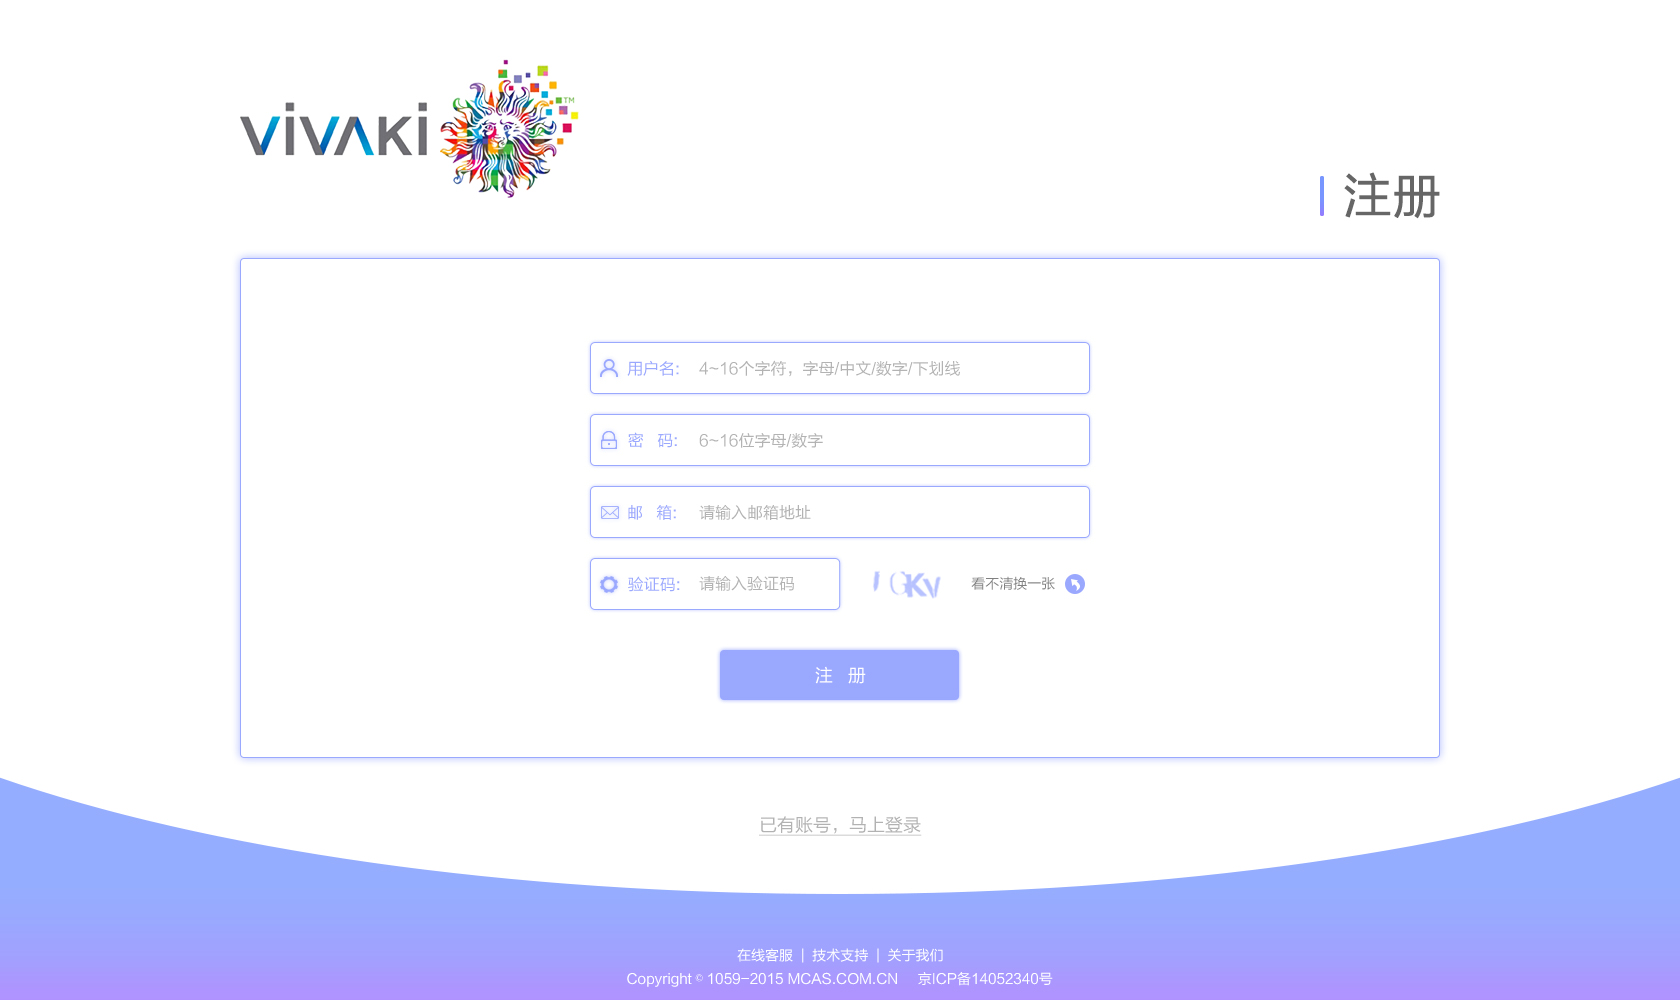 VIVAKI TM
注册
用户名: 4~16个字符，字母/中文/数字/下划线
密 码: 6~16位字母/数字
邮 箱: 请输入邮箱地址
验证码: 请输入验证码 看不清换一张
注 册
已有账号，马上登录
在线客服 | 技术支持 | 关于我们
Copyright © 1059-2015 MCAS.COM.CN 京ICP备14052340号